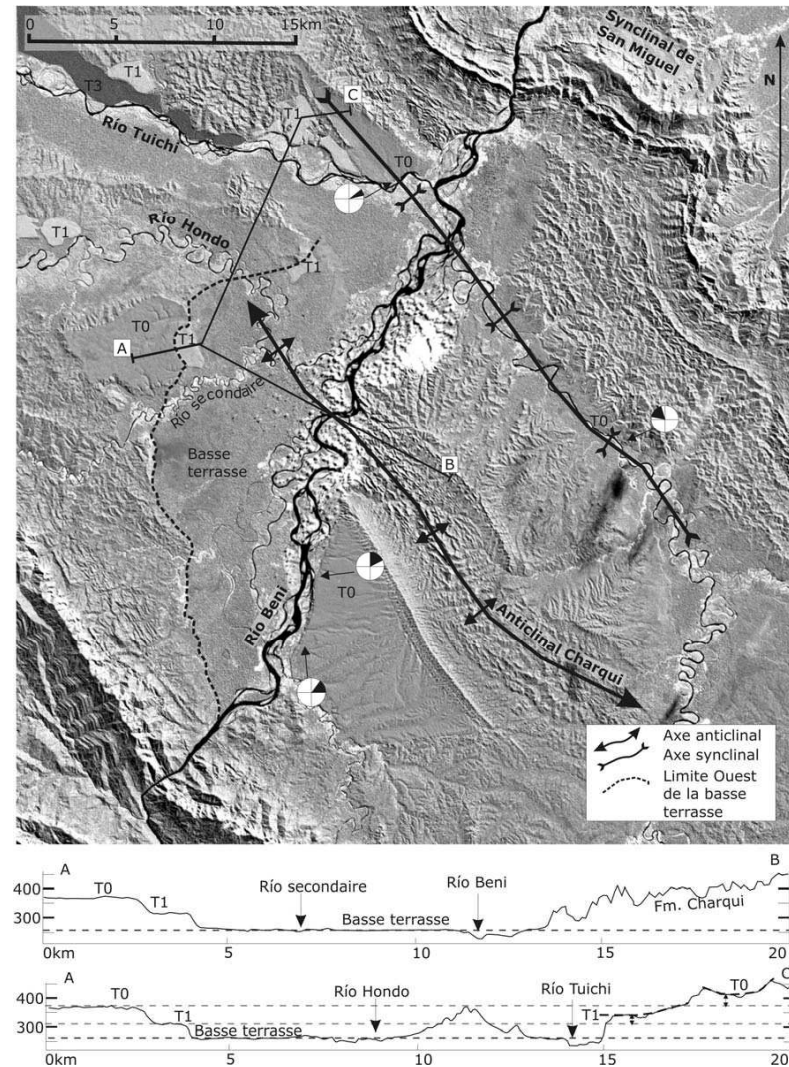 0 5 10 15km
Synclinal de
San Miguel
N
T1
T3
T1
C
Río Tuichi
T0
Río Hondo
T1
T1
T0
A
T1
Río secondaire
T0
Basse
terrasse
B
T0
Río Beni
Anticlinal Charqui
Axe anticlinal
Axe synclinal
Limite Ouest
de la basse
terrasse
A B
400
300
T0
T1
Río secondaire
Basse terrasse
Río Beni
Fm. Charqui
0km 5 10 15 20
A C
400
300
T0
T1
Basse terrasse
Río Hondo
Río Tuichi
T1
T0
0km 5 10 15 20